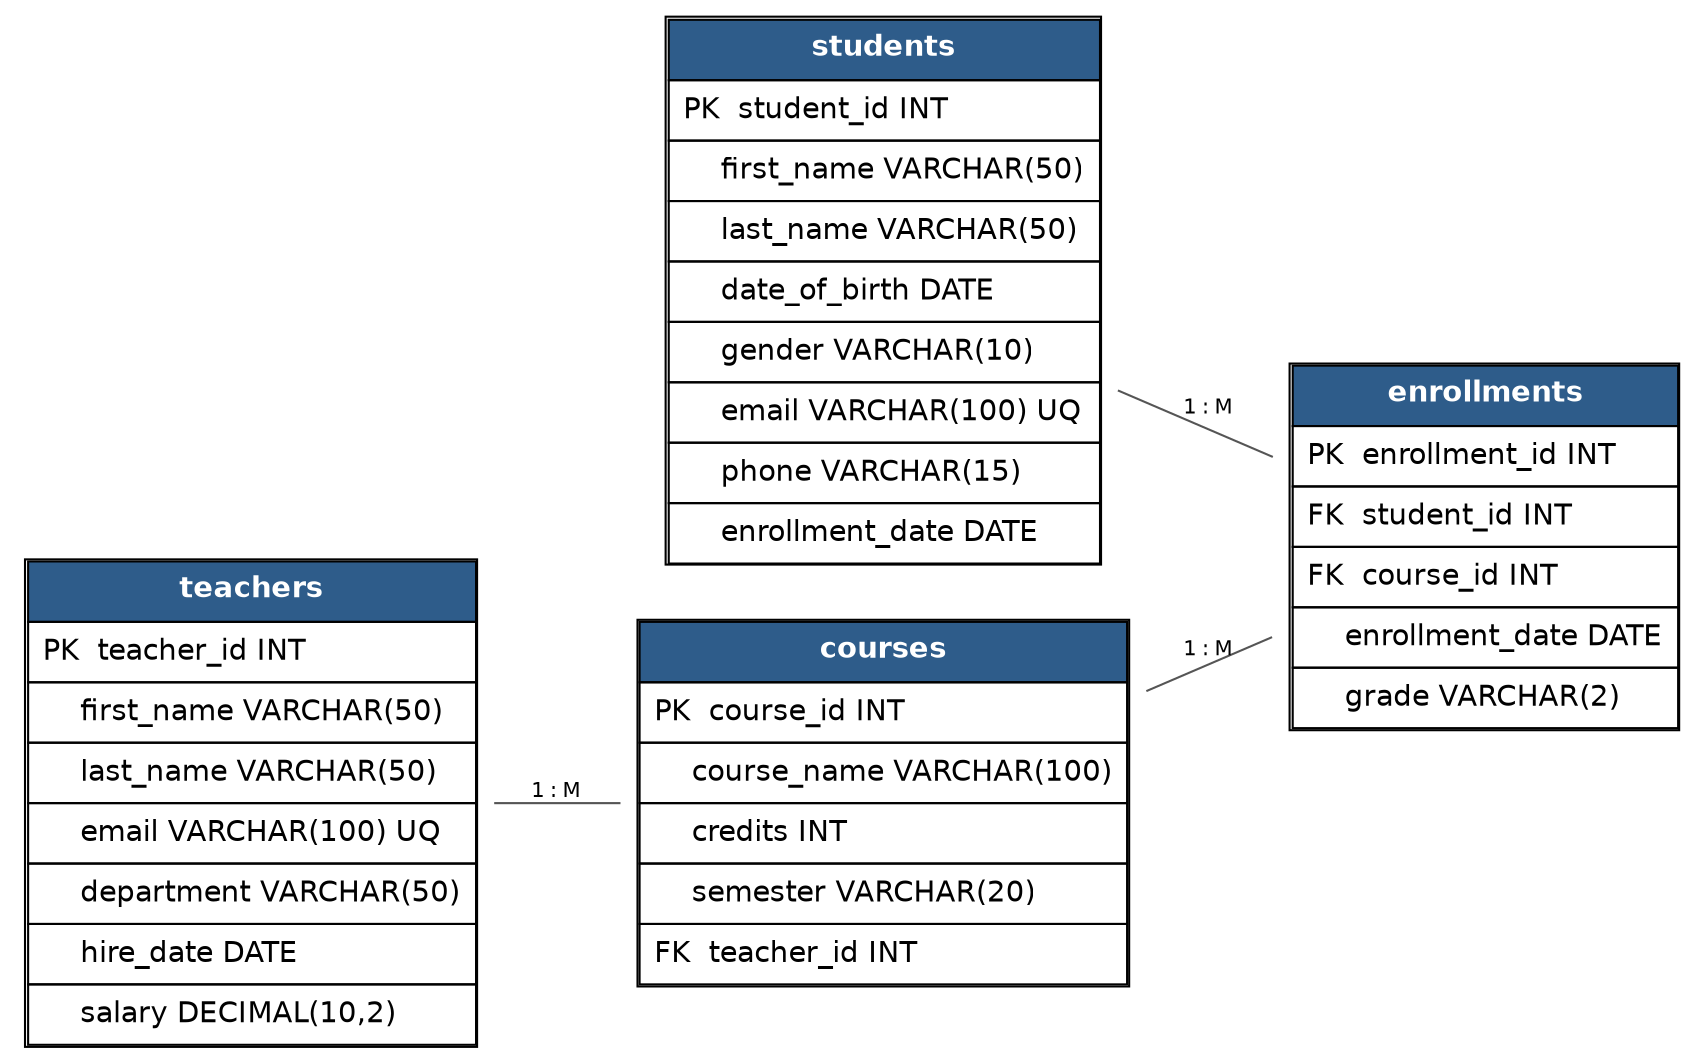 students
PK student_id INT
first_name VARCHAR(50)
last_name VARCHAR(50)
date_of_birth DATE
gender VARCHAR(10)
email VARCHAR(100) UQ
phone VARCHAR(15)
enrollment_date DATE
1 : M
enrollments
PK enrollment_id INT
FK student_id INT
FK course_id INT
enrollment_date DATE
grade VARCHAR(2)
teachers
PK teacher_id INT
first_name VARCHAR(50)
last_name VARCHAR(50)
email VARCHAR(100) UQ
department VARCHAR(50)
hire_date DATE
salary DECIMAL(10,2)
1 : M
courses
PK course_id INT
course_name VARCHAR(100)
credits INT
semester VARCHAR(20)
FK teacher_id INT
1 : M